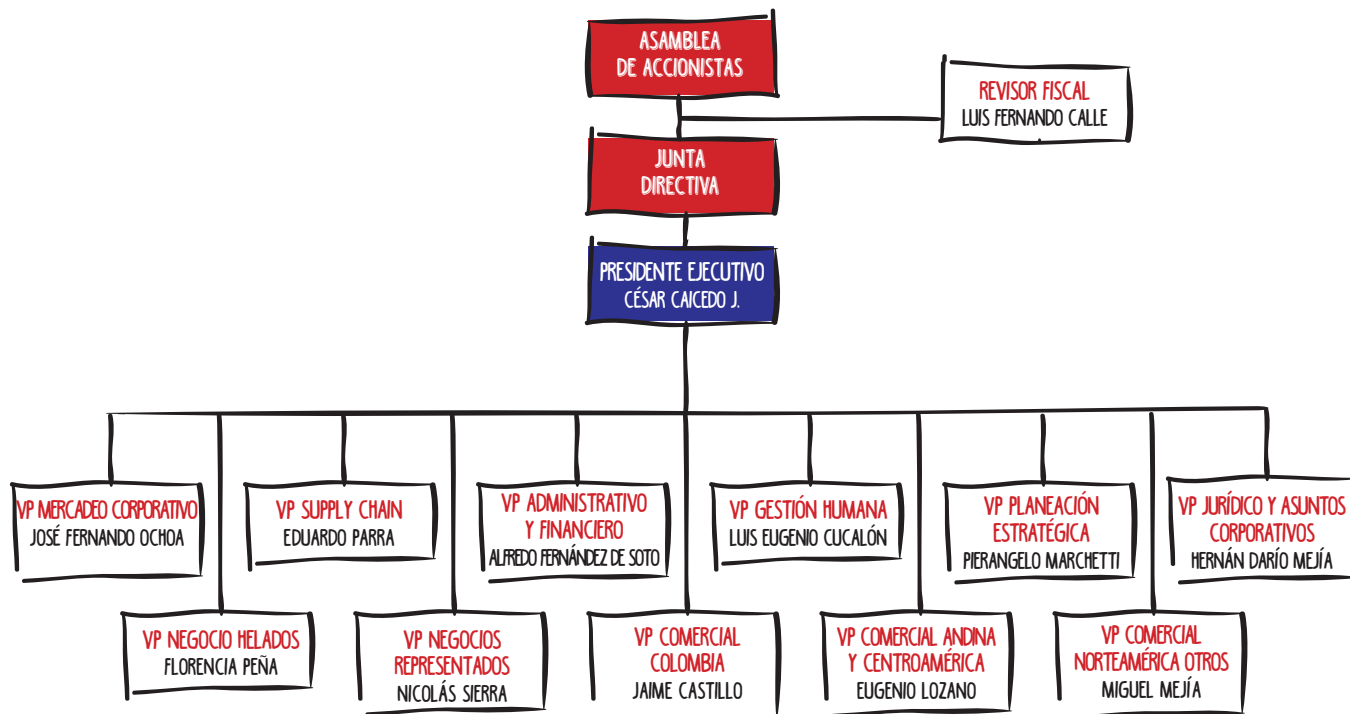 ASAMBLEA
DE ACCIONISTAS
REVISOR FISCAL
LUIS FERNANDO CALLE
JUNTA
DIRECTIVA
PRESIDENTE EJECUTIVO
CÉSAR CAICEDO J.
VP MERCADEO CORPORATIVO
JOSÉ FERNANDO OCHOA
VP SUPPLY CHAIN
EDUARDO PARRA
VP ADMINISTRATIVO
Y FINANCIERO
ALFREDO FERNÁNDEZ DE SOTO
VP GESTIÓN HUMANA
LUIS EUGENIO CUCALÓN
VP PLANEACIÓN
ESTRATÉGICA
PIERANGELO MARCHETTI
VP JURÍDICO Y ASUNTOS
CORPORATIVOS
HERNÁN DARÍO MEJÍA
VP NEGOCIO HELADOS
FLORENCIA PEÑA
VP NEGOCIOS
REPRESENTADOS
NICOLÁS SIERRA
VP COMERCIAL
COLOMBIA
JAIME CASTILLO
VP COMERCIAL ANDINA
Y CENTROAMÉRICA
EUGENIO LOZANO
VP COMERCIAL
NORTEAMÉRICA OTROS
MIGUEL MEJÍA